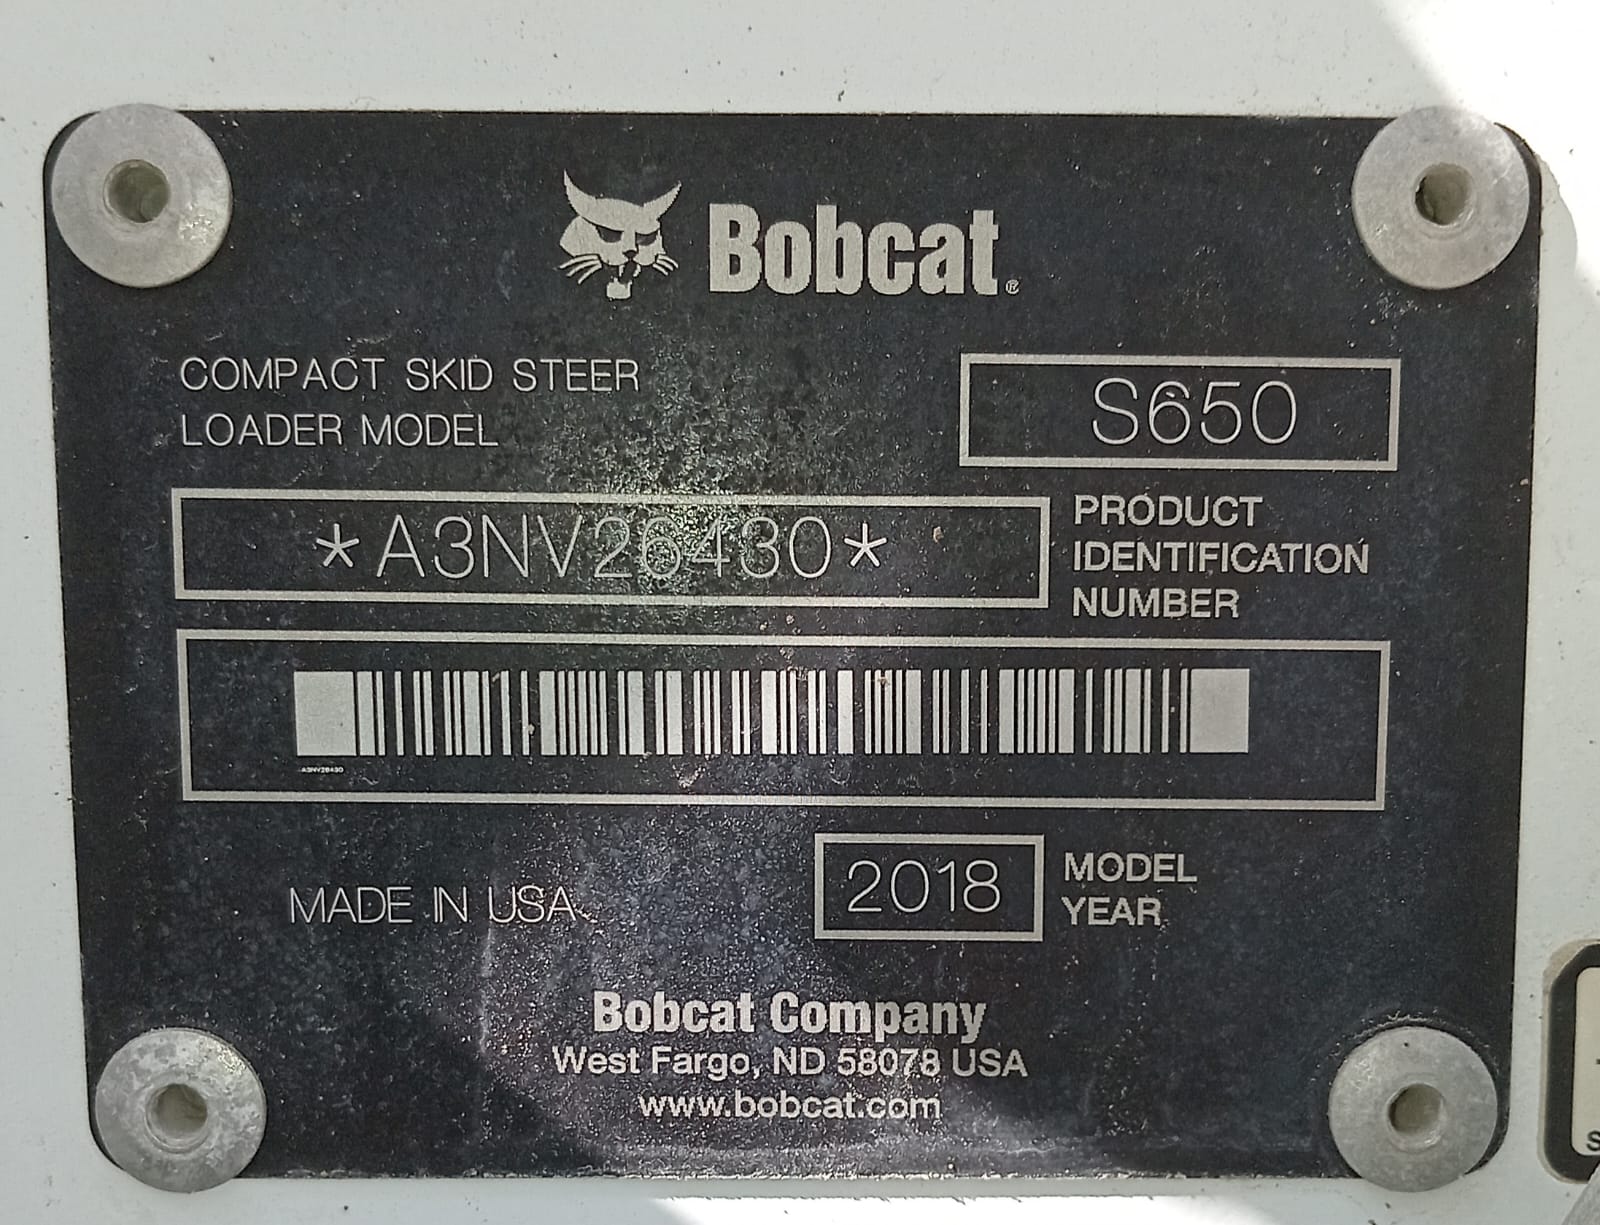 Bobcat®
COMPACT SKID STEER
LOADER MODEL
S650
*A3NV26430*
PRODUCT
IDENTIFICATION
NUMBER
A3NV26430
MADE IN USA
2018
MODEL
YEAR
Bobcat Company
West Fargo, ND 58078 USA
www.bobcat.com
S